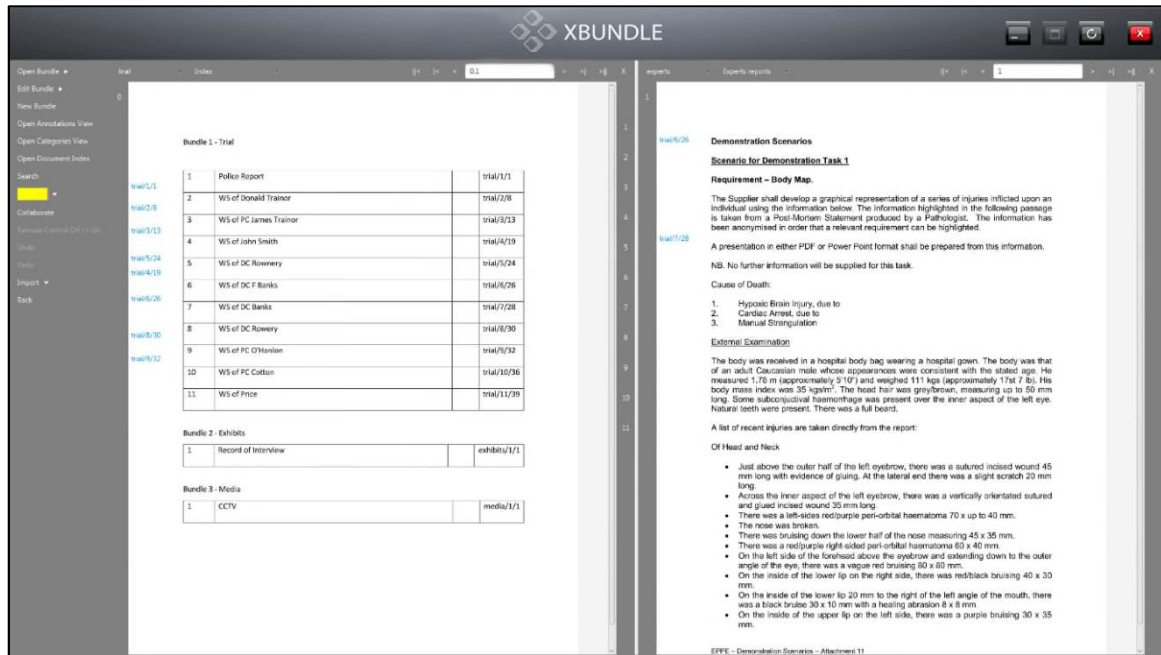 XBUNDLE
X
Open Bundle
Edit Bundle
New Bundle
Open Annotations View
Open Categories View
Open Document Index
Search
Collaborate
Remote Control Off -> On
Undo
Redo
Import
Back
trial Index ||< |< < 0.1 > >| >|| X
0
Bundle 1 - Trial
1 Police Report trial/1/1
2 WS of Donald Trainor trial/2/8
3 WS of PC James Trainor trial/3/13
4 WS of John Smith trial/4/19
5 WS of DC Rownery trial/5/24
6 WS of DC F Banks trial/6/26
7 WS of DC Banks trial/7/28
8 WS of DC Rowery trial/8/30
9 WS of PC O'Hanlon trial/9/32
10 WS of PC Cotton trial/10/36
11 WS of Price trial/11/39
trial/1/1
trial/2/8
trial/3/13
trial/5/24
trial/4/19
trial/6/26
trial/8/30
trial/9/32
Bundle 2 - Exhibits
1 Record of Interview exhibits/1/1
Bundle 3 - Media
1 CCTV media/1/1
1
2
3
4
5
6
7
8
9
10
11
experts Experts reports ||< |< < 1 > >| >|| X
1
trial/6/26
trial/7/28
Demonstration Scenarios
Scenario for Demonstration Task 1
Requirement – Body Map.
The Supplier shall develop a graphical representation of a series of injuries inflicted upon an
individual using the information below. The information highlighted in the following passage
is taken from a Post-Mortem Statement produced by a Pathologist. The information has
been anonymised in order that a relevant requirement can be highlighted.
A presentation in either PDF or Power Point format shall be prepared from this information.
NB. No further information will be supplied for this task.
Cause of Death:
1. Hypoxic Brain Injury, due to
2. Cardiac Arrest, due to
3. Manual Strangulation
External Examination
The body was received in a hospital body bag wearing a hospital gown. The body was that
of an adult Caucasian male whose appearances were consistent with the stated age. He
measured 1.78 m (approximately 5'10") and weighed 111 kgs (approximately 17st 7 lb). His
body mass index was 35 kgs/m². The head hair was grey/brown, measuring up to 50 mm
long. Some subconjuctival haemorrhage was present over the inner aspect of the left eye.
Natural teeth were present. There was a full beard.
A list of recent injuries are taken directly from the report:
Of Head and Neck
• Just above the outer half of the left eyebrow, there was a sutured incised wound 45
mm long with evidence of gluing. At the lateral end there was a slight scratch 20 mm
long.
• Across the inner aspect of the left eyebrow, there was a vertically orientated sutured
and glued incised wound 35 mm long.
• There was a left-sides red/purple peri-orbital haematoma 70 x up to 40 mm.
• The nose was broken.
• There was bruising down the lower half of the nose measuring 45 x 35 mm.
• There was a red/purple right-sided peri-orbital haematoma 60 x 40 mm.
• On the left side of the forehead above the eyebrow and extending down to the outer
angle of the eye, there was a vague red bruising 80 x 80 mm.
• On the inside of the lower lip on the right side, there was red/black bruising 40 x 30
mm.
• On the inside of the lower lip 20 mm to the right of the left angle of the mouth, there
was a black bruise 30 x 10 mm with a healing abrasion 8 x 8 mm.
• On the inside of the upper lip on the left side, there was a purple bruising 30 x 35
mm.
EPPE – Demonstration Scenarios – Attachment 11